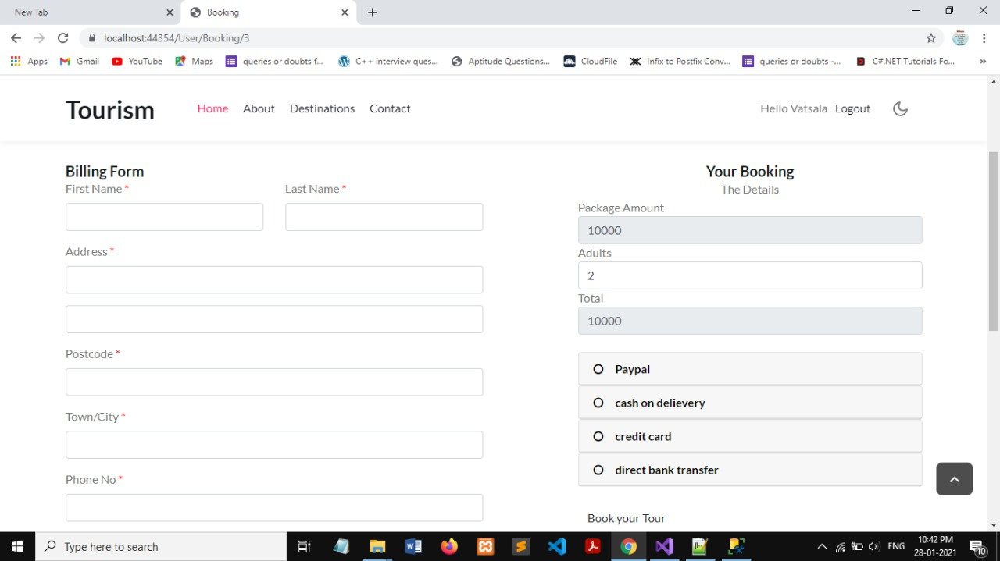 New Tab
Booking
localhost:44354/User/Booking/3
Apps
Gmail
YouTube
Maps
queries or doubts f...
C++ interview ques...
Aptitude Questions...
CloudFile
Infix to Postfix Conv...
queries or doubts -...
C#.NET Tutorials Fo...
Tourism
Home
About
Destinations
Contact
Hello Vatsala
Logout
Billing Form
First Name *
Last Name *
Address *
Postcode *
Town/City *
Phone No *
Your Booking
The Details
Package Amount
10000
Adults
2
Total
10000
Paypal
cash on delievery
credit card
direct bank transfer
Book your Tour
Type here to search
ENG
10:42 PM
28-01-2021
10